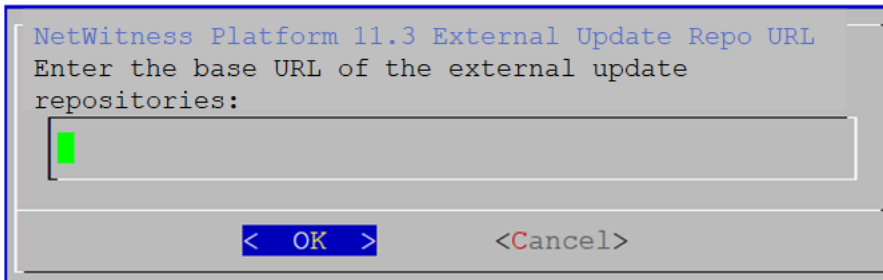 NetWitness Platform 11.3 External Update Repo URL
Enter the base URL of the external update
repositories:
< OK > <Cancel>